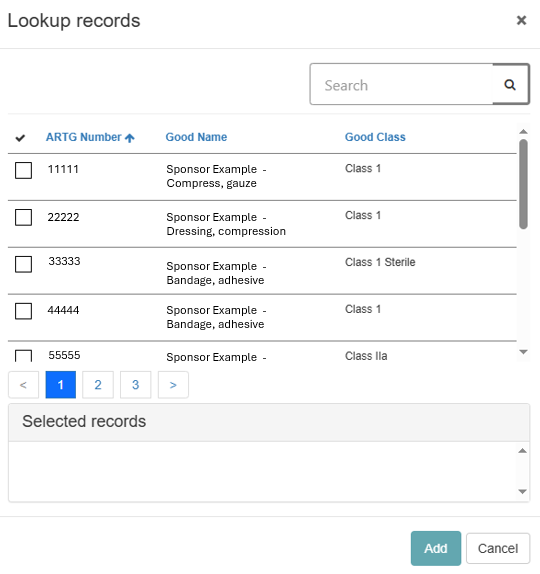 Lookup records ×
Search
✔ ARTG Number ↑ Good Name Good Class
11111 Sponsor Example - Class 1
Compress, gauze
22222 Sponsor Example - Class 1
Dressing, compression
33333 Sponsor Example - Class 1 Sterile
Bandage, adhesive
44444 Sponsor Example - Class 1
Bandage, adhesive
55555 Sponsor Example - Class IIa
< 1 2 3 >
Selected records
Add Cancel